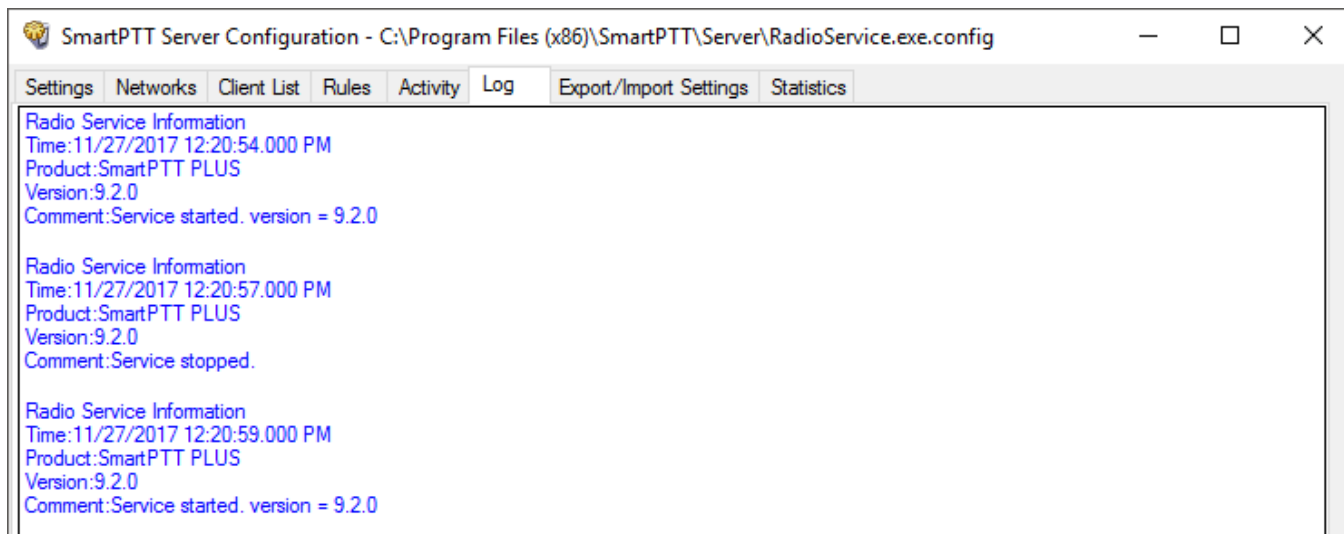 SmartPTT Server Configuration - C:\Program Files (x86)\SmartPTT\Server\RadioService.exe.config
Settings Networks Client List Rules Activity Log Export/Import Settings Statistics
Radio Service Information
Time:11/27/2017 12:20:54.000 PM
Product:SmartPTT PLUS
Version:9.2.0
Comment:Service started. version = 9.2.0
Radio Service Information
Time:11/27/2017 12:20:57.000 PM
Product:SmartPTT PLUS
Version:9.2.0
Comment:Service stopped.
Radio Service Information
Time:11/27/2017 12:20:59.000 PM
Product:SmartPTT PLUS
Version:9.2.0
Comment:Service started. version = 9.2.0